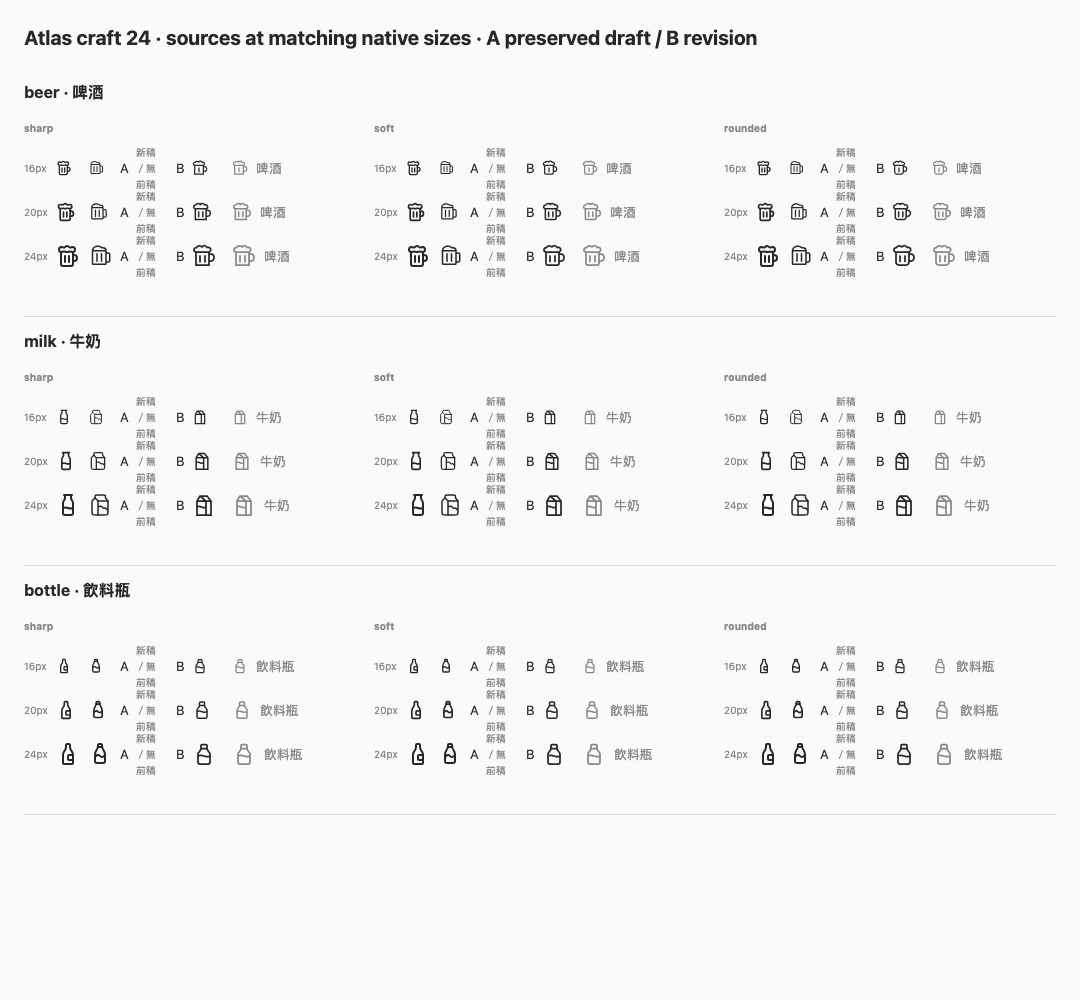 Atlas craft 24 · sources at matching native sizes · A preserved draft / B revision
beer · 啤酒
sharp
soft
rounded
16px A 新稿 / 無前稿 B 啤酒
16px A 新稿 / 無前稿 B 啤酒
16px A 新稿 / 無前稿 B 啤酒
20px A 新稿 / 無前稿 B 啤酒
20px A 新稿 / 無前稿 B 啤酒
20px A 新稿 / 無前稿 B 啤酒
24px A 新稿 / 無前稿 B 啤酒
24px A 新稿 / 無前稿 B 啤酒
24px A 新稿 / 無前稿 B 啤酒
milk · 牛奶
sharp
soft
rounded
16px A 新稿 / 無前稿 B 牛奶
16px A 新稿 / 無前稿 B 牛奶
16px A 新稿 / 無前稿 B 牛奶
20px A 新稿 / 無前稿 B 牛奶
20px A 新稿 / 無前稿 B 牛奶
20px A 新稿 / 無前稿 B 牛奶
24px A 新稿 / 無前稿 B 牛奶
24px A 新稿 / 無前稿 B 牛奶
24px A 新稿 / 無前稿 B 牛奶
bottle · 飲料瓶
sharp
soft
rounded
16px A 新稿 / 無前稿 B 飲料瓶
16px A 新稿 / 無前稿 B 飲料瓶
16px A 新稿 / 無前稿 B 飲料瓶
20px A 新稿 / 無前稿 B 飲料瓶
20px A 新稿 / 無前稿 B 飲料瓶
20px A 新稿 / 無前稿 B 飲料瓶
24px A 新稿 / 無前稿 B 飲料瓶
24px A 新稿 / 無前稿 B 飲料瓶
24px A 新稿 / 無前稿 B 飲料瓶